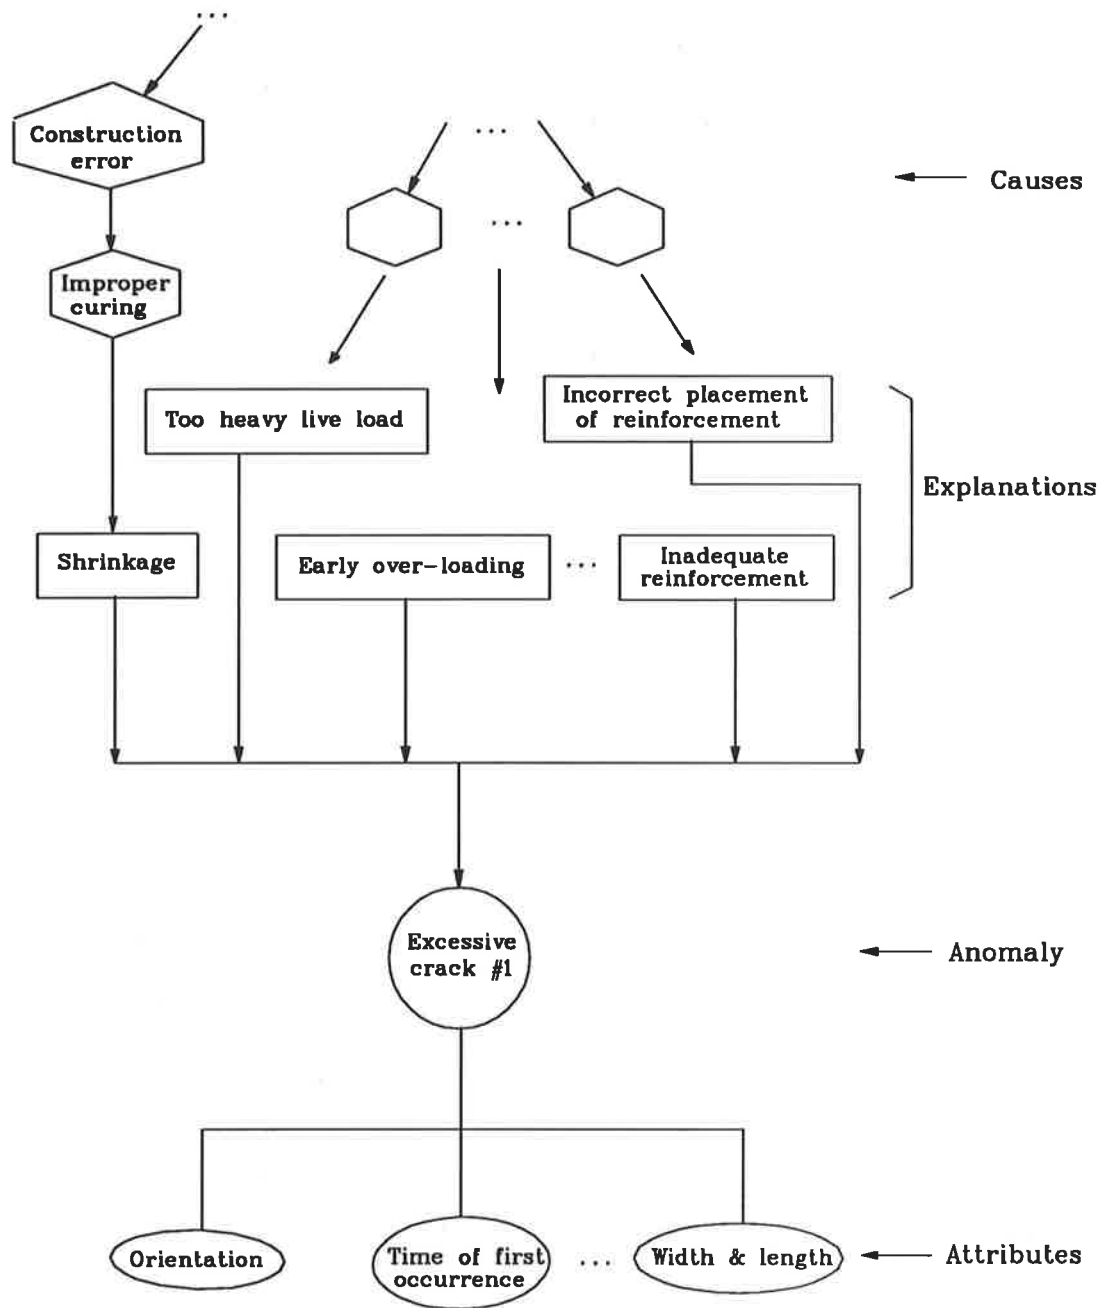 ...
Construction
error
...
Causes
...
Improper
curing
Too heavy live load
Incorrect placement
of reinforcement
Explanations
Shrinkage
Early over-loading
...
Inadequate
reinforcement
Excessive
crack #1
Anomaly
Orientation
Time of first
occurrence
...
Width & length
Attributes